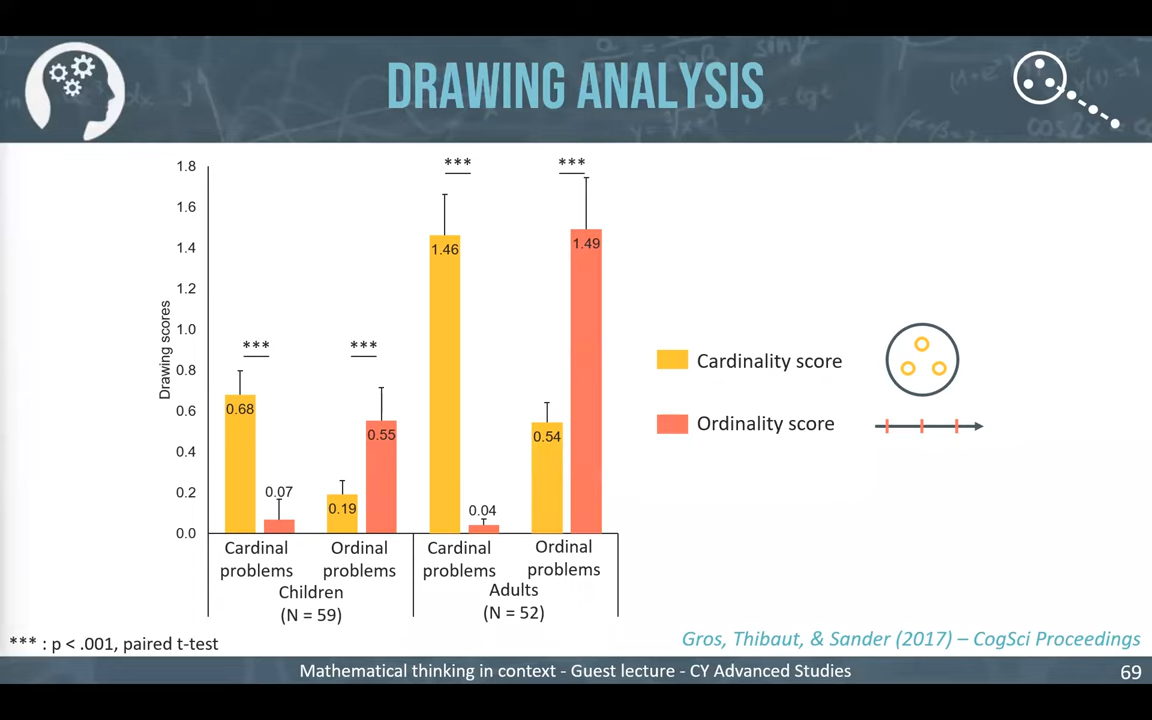 DRAWING ANALYSIS
Drawing scores
1.8
1.6
1.4
1.2
1.0
0.8
0.6
0.4
0.2
0.0
***
***
***
***
0.68
0.07
0.19
0.55
1.46
0.04
0.54
1.49
Cardinal problems
Ordinal problems
Cardinal problems
Ordinal problems
Children
(N = 59)
Adults
(N = 52)
Cardinality score
Ordinality score
*** : p < .001, paired t-test
Gros, Thibaut, & Sander (2017) – CogSci Proceedings
Mathematical thinking in context - Guest lecture - CY Advanced Studies
69